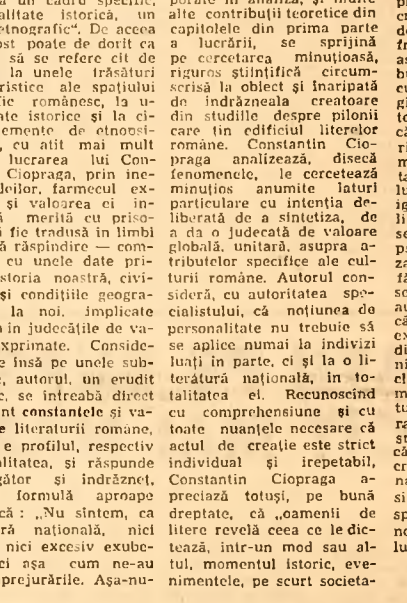 un cadru specific,
alitate istorică, un
etnografic“. De aceea
ost poate de dorit ca
să se refere cît de
la unele trăsături
ristice ale spațiului
fic românesc, la u-
ate istorice și la ci-
emente de etnopsi-
, cu atît mai mult
lucrarea lui Con-
Ciopraga, prin ine-
deilor, farmecul ex-
și valoarea ei in-
merită cu priso-
fie tradusă în limbi
ă răspîndire — com-
cu unele date pri-
storia noastră, civi-
și condițiile geogra-
la noi, implicate
în judecățile de va-
xprimate. Conside-
însă pe unele sub-
, autorul, un erudit
, se întreabă direct
nt constantele și va-
e literaturii române,
e profilul, respectiv
litatea, și răspunde
gător și îndrăzneț,
formulă aproape
că : „Nu sîntem, ca
ră națională, nici
nici excesiv exube-
ci așa cum ne-au
prejurările. Așa-nu-
alte contribuții teoretice din
capitolele din prima parte
a lucrării, se sprijină
pe cercetarea minuțioasă,
riguros științifică circum-
scrisă la obiect și înaripată
de îndrăzneala creatoare
din studiile despre pilonii
care țin edificiul literelor
române. Constantin Cio-
praga analizează, disecă
fenomenele, le cercetează
minuțios anumite laturi
particulare cu intenția de-
liberată de a sintetiza, de
a da o judecată de valoare
globală, unitară, asupra a-
tributelor specifice ale cul-
turii române. Autorul con-
sideră, cu autoritatea spe-
cialistului, că noțiunea de
personalitate nu trebuie să
se aplice numai la indivizi
luați în parte, ci și la o li-
teratură națională, în to-
talitatea ei. Recunoscînd
cu comprehensiune și cu
toate nuanțele necesare că
actul de creație este strict
individual și irepetabil,
Constantin Ciopraga a-
preciază totuși, pe bună
dreptate, că „oamenii de
litere revelă ceea ce le dic-
tează, într-un mod sau al-
tul, momentul istoric, eve-
nimentele, pe scurt societa-